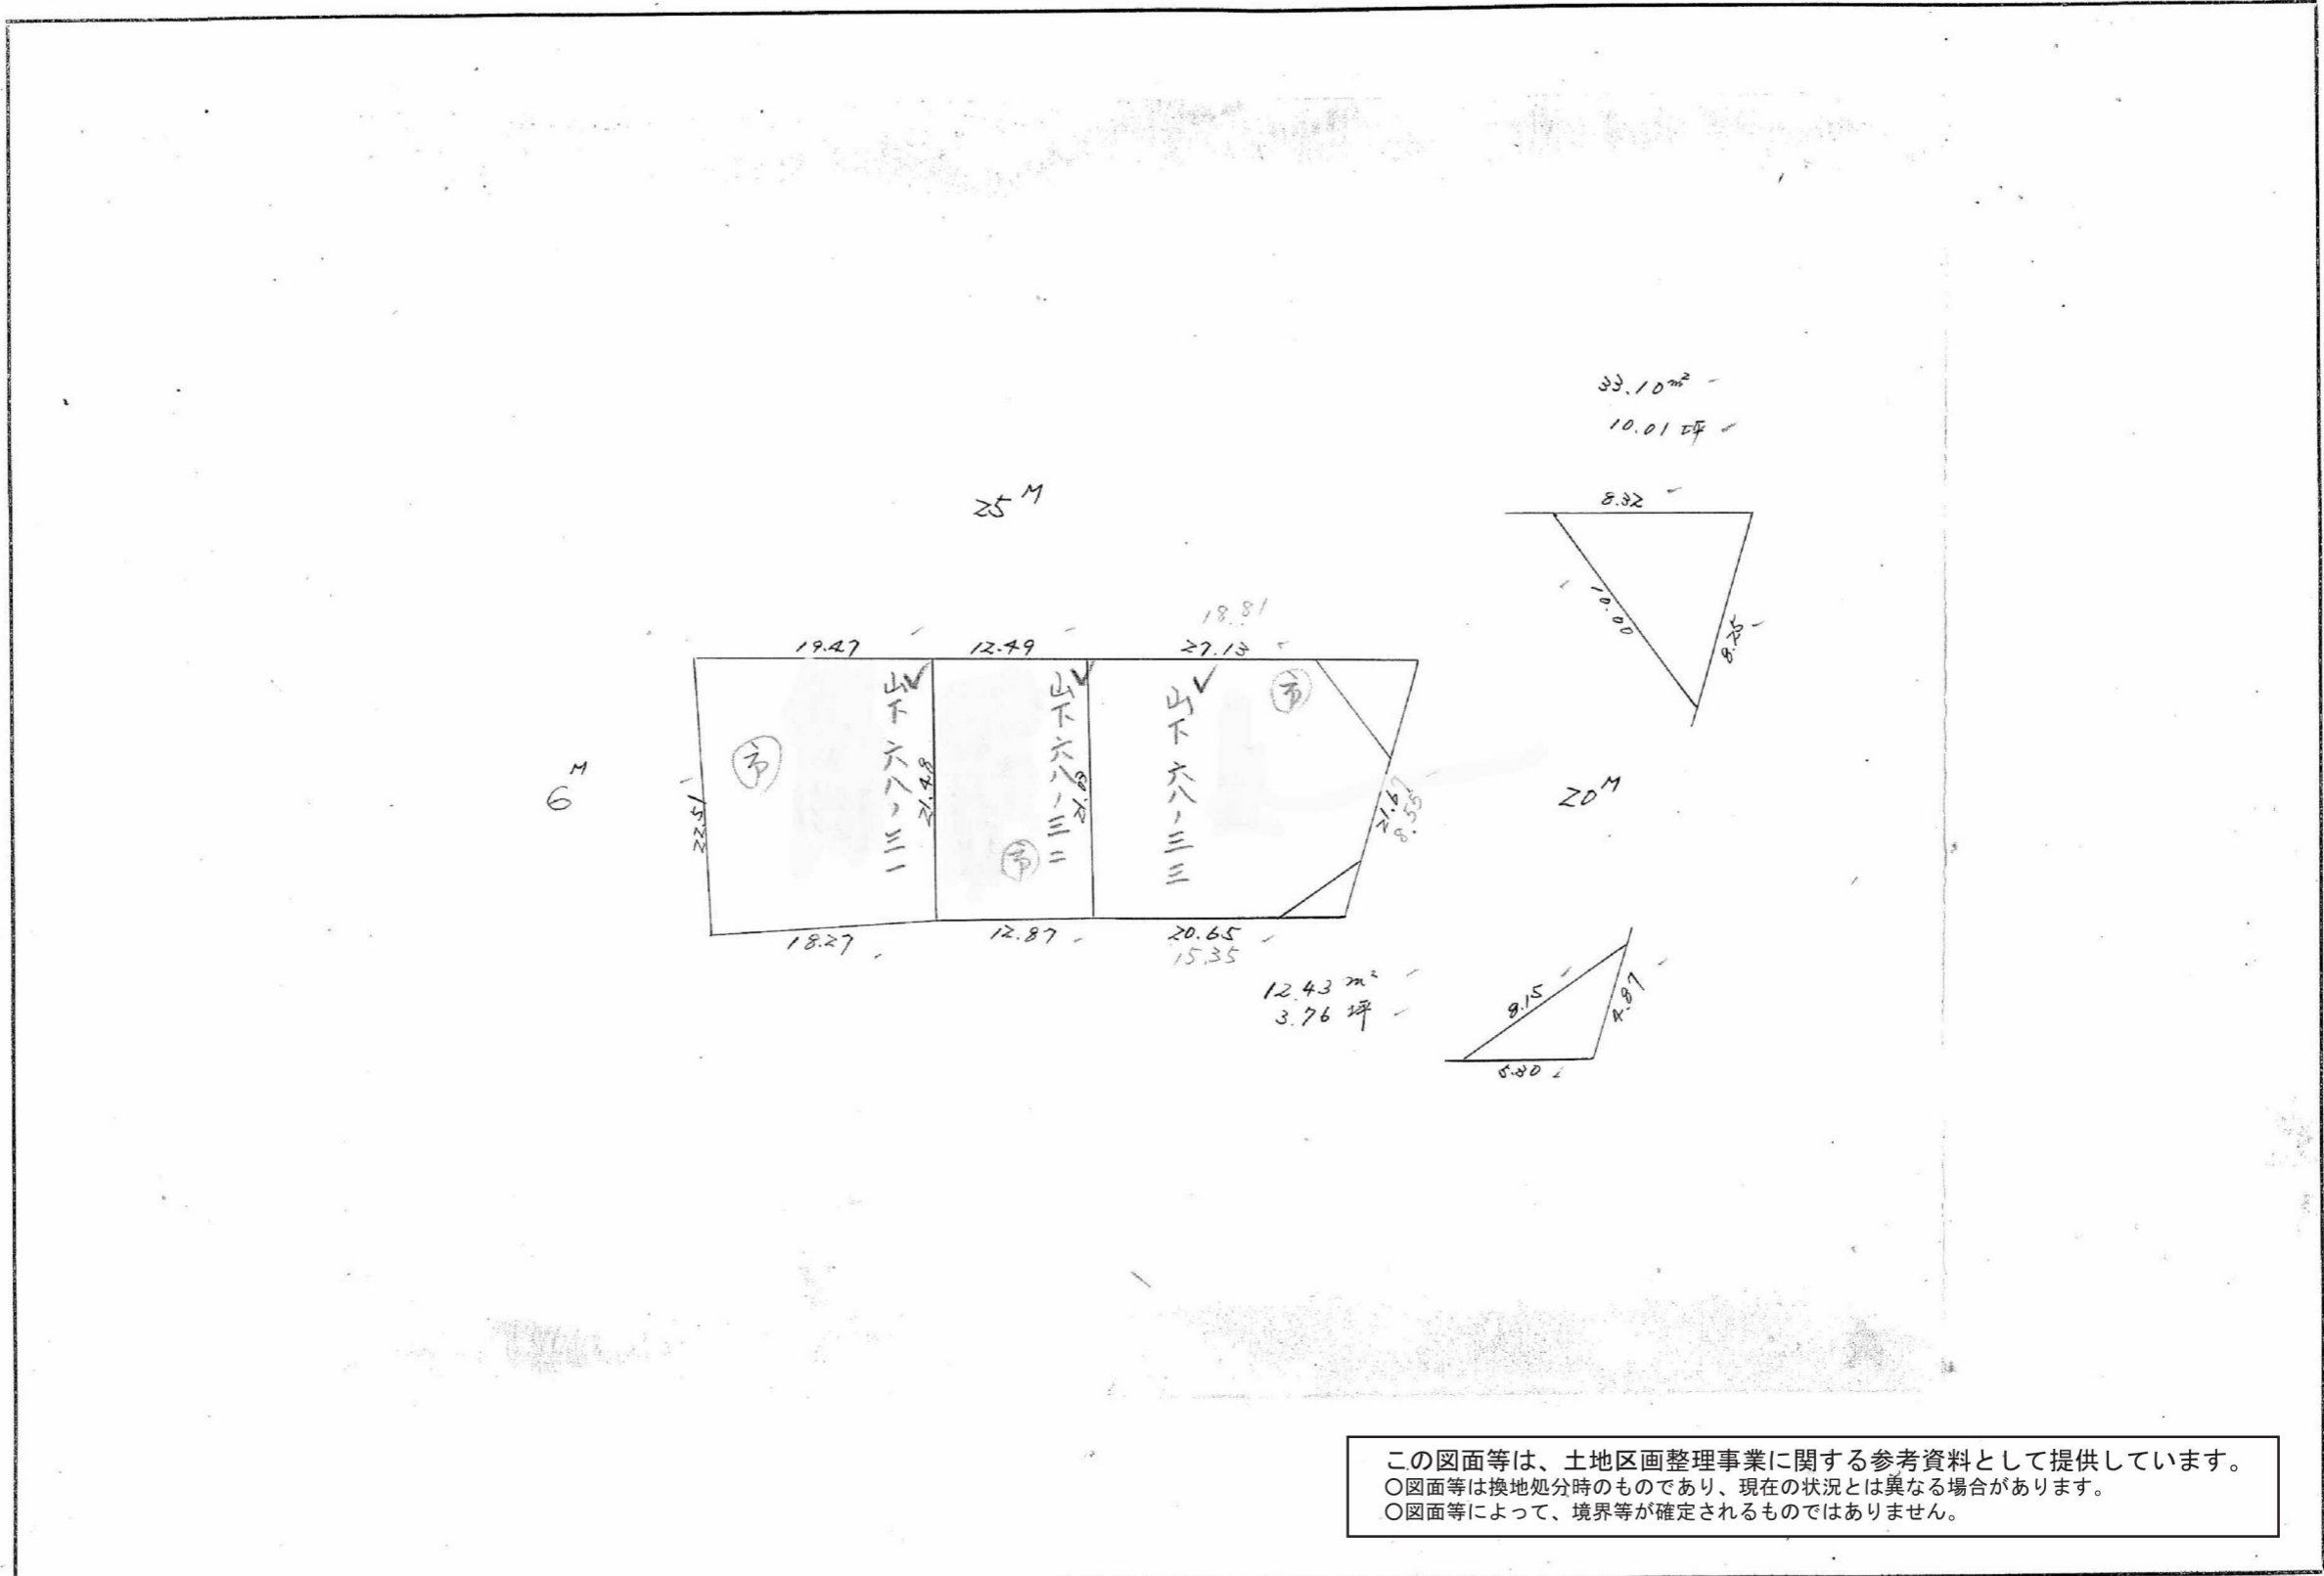 33.10m²
10.01坪
8.32
10.00
8.25
25M
18.81
19.47
12.49
27.13
山下六八ノ三一
山下六八ノ三二
山下六八ノ三三
市
市
市
6M
22.51
21.48
21.03
21.67
8.55
20M
18.27
12.87
20.65
15.35
12.43m²
3.76坪
8.15
4.87
5.30
この図面等は、土地区画整理事業に関する参考資料として提供しています。
○図面等は換地処分時のものであり、現在の状況とは異なる場合があります。
○図面等によって、境界等が確定されるものではありません。